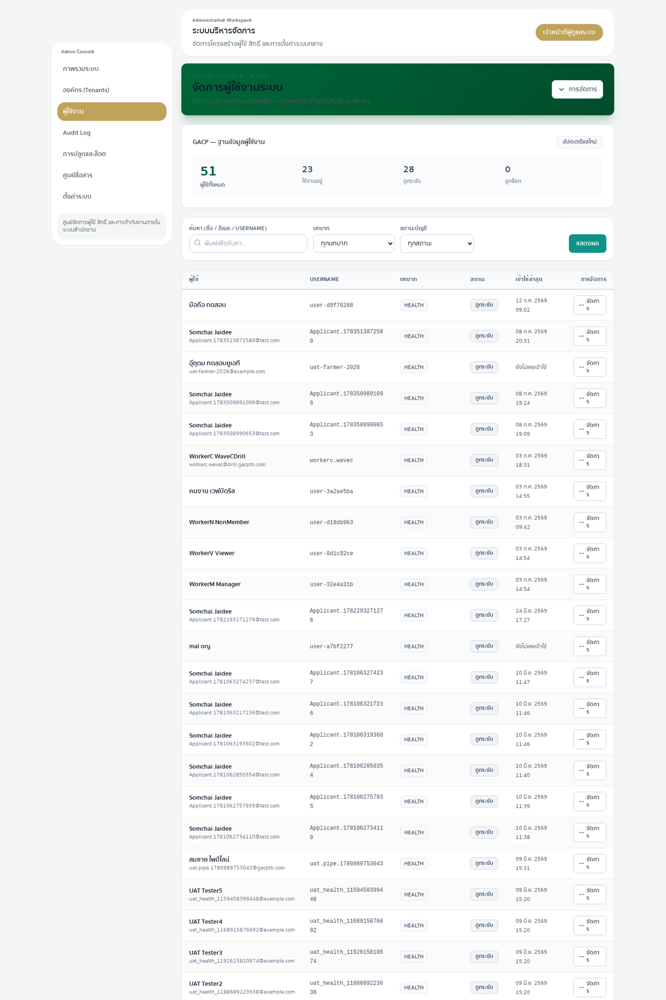 Administrative Workspace
ระบบบริหารจัดการ
จัดการโครงสร้างผู้ใช้ สิทธิ์ และการตั้งค่าระบบกลาง
เจ้าหน้าที่ผู้ดูแลระบบ
Admin Console
ภาพรวมระบบ
องค์กร (Tenants)
ผู้ใช้งาน
Audit Log
การปลูกและล็อต
ศูนย์สื่อสาร
ตั้งค่าระบบ
ศูนย์จัดการผู้ใช้ สิทธิ์ และการกำกับงานภายใน
ระบบสำนักงาน
ADMIN CONSOLE · R26-A
จัดการผู้ใช้งานระบบ
ค้นหา ระงับ และปรับบทบาทผู้ใช้ — ทุกการกระทำถูกบันทึกใน audit log
การจัดการ
GACP — ฐานข้อมูลผู้ใช้งาน
อัปเดตเรียลไทม์
51
ผู้ใช้ทั้งหมด
23
ใช้งานอยู่
28
ถูกระงับ
0
ถูกล็อก
ค้นหา (ชื่อ / อีเมล / USERNAME)
พิมพ์เพื่อค้นหา...
บทบาท
ทุกบทบาท
สถานะบัญชี
ทุกสถานะ
แสดงผล
ผู้ใช้ USERNAME บทบาท สถานะ เข้าใช้ล่าสุด การจัดการ
มือถือ ทดสอบ user-d9f76288 HEALTH ถูกระงับ 12 ก.ค. 2569 ··· จัดกา
09:02 ร
Somchai Jaidee Applicant.178351387258 HEALTH ถูกระงับ 08 ก.ค. 2569 ··· จัดกา
Applicant.1783513872580@test.com 0 20:31 ร
อุ๊ตุดม ทดสอบยูเอที uat-farmer-2026 HEALTH ถูกระงับ ยังไม่เคยเข้าใช้ ··· จัดกา
uat-farmer-2026@example.com ร
Somchai Jaidee Applicant.178350989109 HEALTH ถูกระงับ 08 ก.ค. 2569 ··· จัดกา
Applicant.1783509891096@test.com 6 19:24 ร
Somchai Jaidee Applicant.178350899065 HEALTH ถูกระงับ 08 ก.ค. 2569 ··· จัดกา
Applicant.1783508990653@test.com 3 19:09 ร
WorkerC WaveCDrill workerc.wavec HEALTH ถูกระงับ 03 ก.ค. 2569 ··· จัดกา
workerc.wavec@drill.gacpth.com 18:31 ร
คนงาน เวฟบีดริล user-3a2ae5ba HEALTH ถูกระงับ 03 ก.ค. 2569 ··· จัดกา
14:55 ร
WorkerN NonMember user-d18db9b3 HEALTH ถูกระงับ 03 ก.ค. 2569 ··· จัดกา
09:42 ร
WorkerV Viewer user-0d1c92ce HEALTH ถูกระงับ 03 ก.ค. 2569 ··· จัดกา
14:54 ร
WorkerM Manager user-32e4a31b HEALTH ถูกระงับ 03 ก.ค. 2569 ··· จัดกา
14:54 ร
Somchai Jaidee Applicant.178229327127 HEALTH ถูกระงับ 24 มิ.ย. 2569 ··· จัดกา
Applicant.1782293271276@test.com 6 17:27 ร
mal ory user-a7bf2277 HEALTH ถูกระงับ ยังไม่เคยเข้าใช้ ··· จัดกา
ร
Somchai Jaidee Applicant.178106327423 HEALTH ถูกระงับ 10 มิ.ย. 2569 ··· จัดกา
Applicant.1781063274237@test.com 7 11:47 ร
Somchai Jaidee Applicant.178106321723 HEALTH ถูกระงับ 10 มิ.ย. 2569 ··· จัดกา
Applicant.1781063217236@test.com 6 11:46 ร
Somchai Jaidee Applicant.178106319360 HEALTH ถูกระงับ 10 มิ.ย. 2569 ··· จัดกา
Applicant.1781063193602@test.com 2 11:46 ร
Somchai Jaidee Applicant.178106285035 HEALTH ถูกระงับ 10 มิ.ย. 2569 ··· จัดกา
Applicant.1781062850354@test.com 4 11:40 ร
Somchai Jaidee Applicant.178106275793 HEALTH ถูกระงับ 10 มิ.ย. 2569 ··· จัดกา
Applicant.1781062757935@test.com 5 11:39 ร
Somchai Jaidee Applicant.178106273411 HEALTH ถูกระงับ 10 มิ.ย. 2569 ··· จัดกา
Applicant.1781062734110@test.com 0 11:38 ร
สมชาย ไพป์ไลน์ uat.pipe.1780989753043 HEALTH ถูกระงับ 09 มิ.ย. 2569 ··· จัดกา
uat.pipe.1780989753043@gacpth.com 15:31 ร
UAT Tester5 uat_health_11594583994 HEALTH ถูกระงับ 09 มิ.ย. 2569 ··· จัดกา
uat_health_1159458399448@example.com 48 15:20 ร
UAT Tester4 uat_health_11689158766 HEALTH ถูกระงับ 09 มิ.ย. 2569 ··· จัดกา
uat_health_1168915876692@example.com 92 15:20 ร
UAT Tester3 uat_health_11926158106 HEALTH ถูกระงับ 09 มิ.ย. 2569 ··· จัดกา
uat_health_1192615810674@example.com 74 15:20 ร
UAT Tester2 uat_health_11886892236 HEALTH ถูกระงับ 09 มิ.ย. 2569 ··· จัดกา
uat_health_1188689223638@example.com 38 15:20 ร